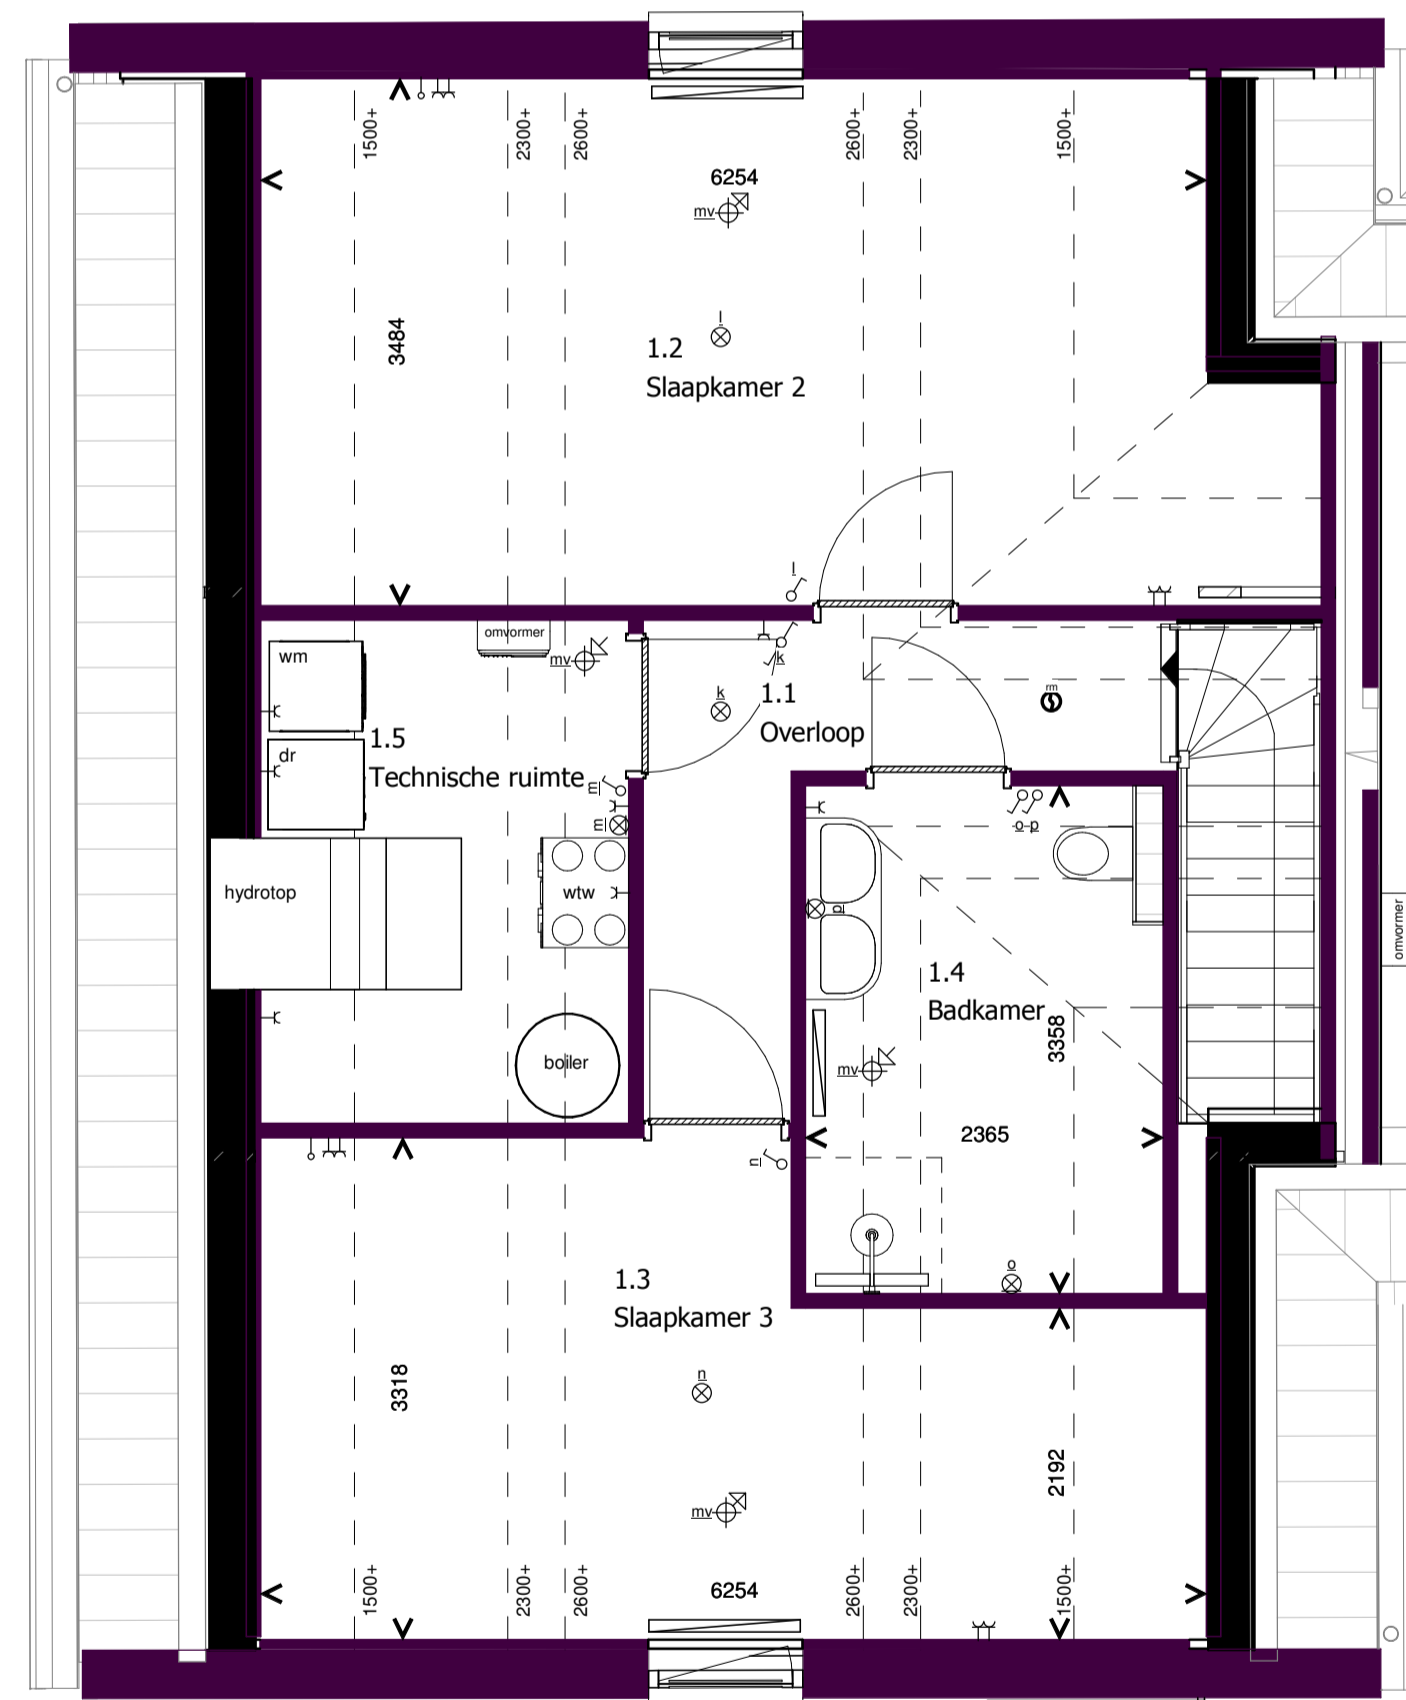 1500+
2300+
2600+
2600+
2300+
1500+
6254
mv
3484
l
1.2
Slaapkamer 2
l
omvormer
wm
mv
k
k
1.1
Overloop
rm
dr
1.5
Technische ruimte
m
m
o p
hydrotop
wtw
p
omvormer
1.4
Badkamer
3358
boiler
mv
2365
n
o
1.3
Slaapkamer 3
3318
n
2192
mv
1500+
2300+
2600+
6254
2600+
2300+
1500+